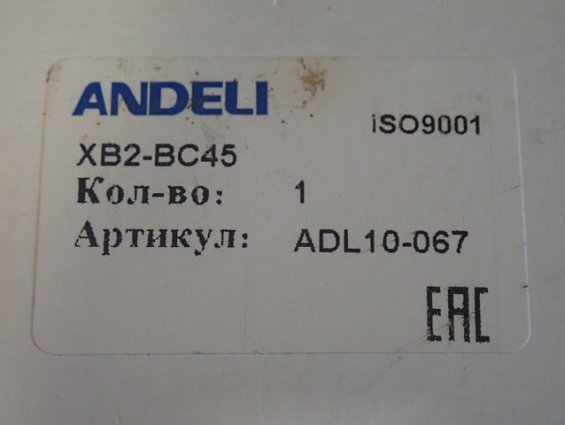 ANDELI
ISO9001
XB2-BC45
Кол-во: 1
Артикул: ADL10-067
EAC